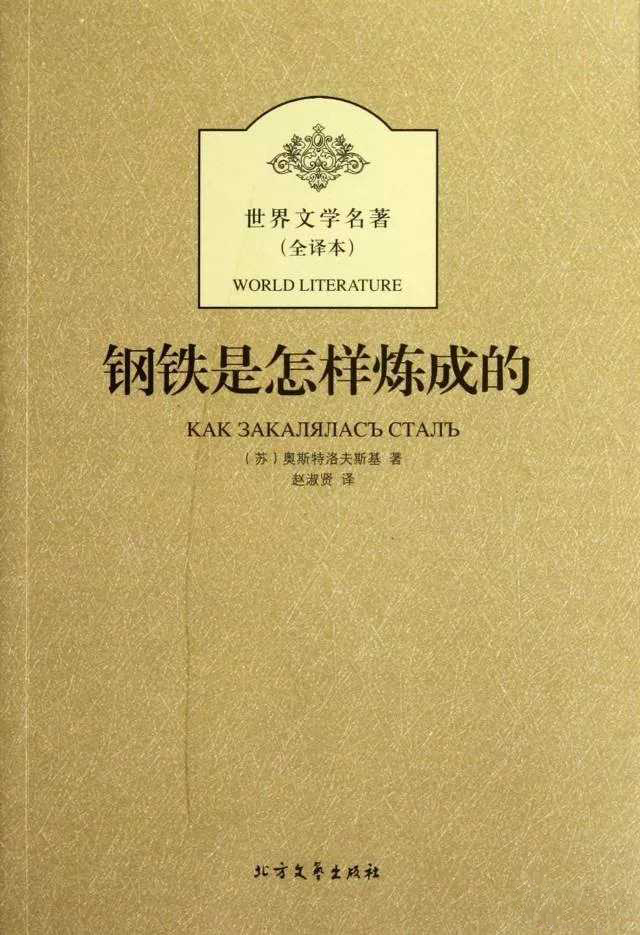 世界文学名著
（全译本）
WORLD LITERATURE
钢铁是怎样炼成的
КАК ЗАКАЛЯЛАСЪ СТАЛЪ
（苏）奥斯特洛夫斯基 著
赵淑贤 译
北方文艺出版社